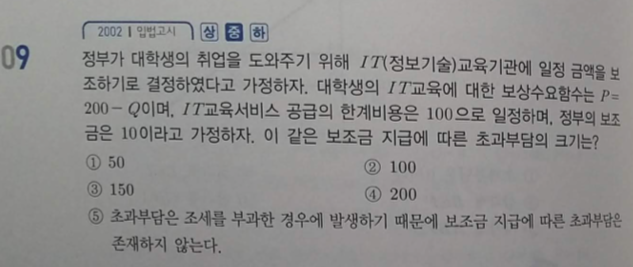 2002 | 입법고시 상 중 하
09 정부가 대학생의 취업을 도와주기 위해 IT(정보기술)교육기관에 일정 금액을 보
조하기로 결정하였다고 가정하자. 대학생의 IT교육에 대한 보상수요함수는 P=
200-Q이며, IT교육서비스 공급의 한계비용은 100으로 일정하며, 정부의 보조
금은 10이라고 가정하자. 이 같은 보조금 지급에 따른 초과부담의 크기는?
① 50 ② 100
③ 150 ④ 200
⑤ 초과부담은 조세를 부과한 경우에 발생하기 때문에 보조금 지급에 따른 초과부담은
존재하지 않는다.